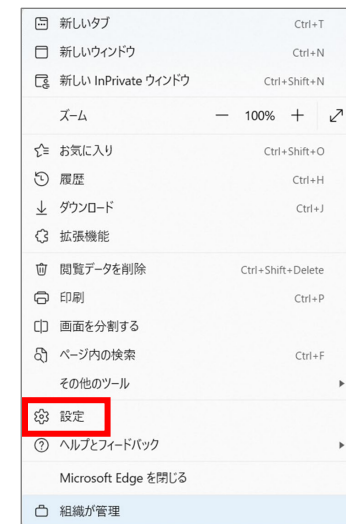 新しいタブ Ctrl+T
新しいウィンドウ Ctrl+N
新しい InPrivate ウィンドウ Ctrl+Shift+N
ズーム — 100% +
お気に入り Ctrl+Shift+O
履歴 Ctrl+H
ダウンロード Ctrl+J
拡張機能
閲覧データを削除 Ctrl+Shift+Delete
印刷 Ctrl+P
画面を分割する
ページ内の検索 Ctrl+F
その他のツール
設定
ヘルプとフィードバック
Microsoft Edge を閉じる
組織が管理